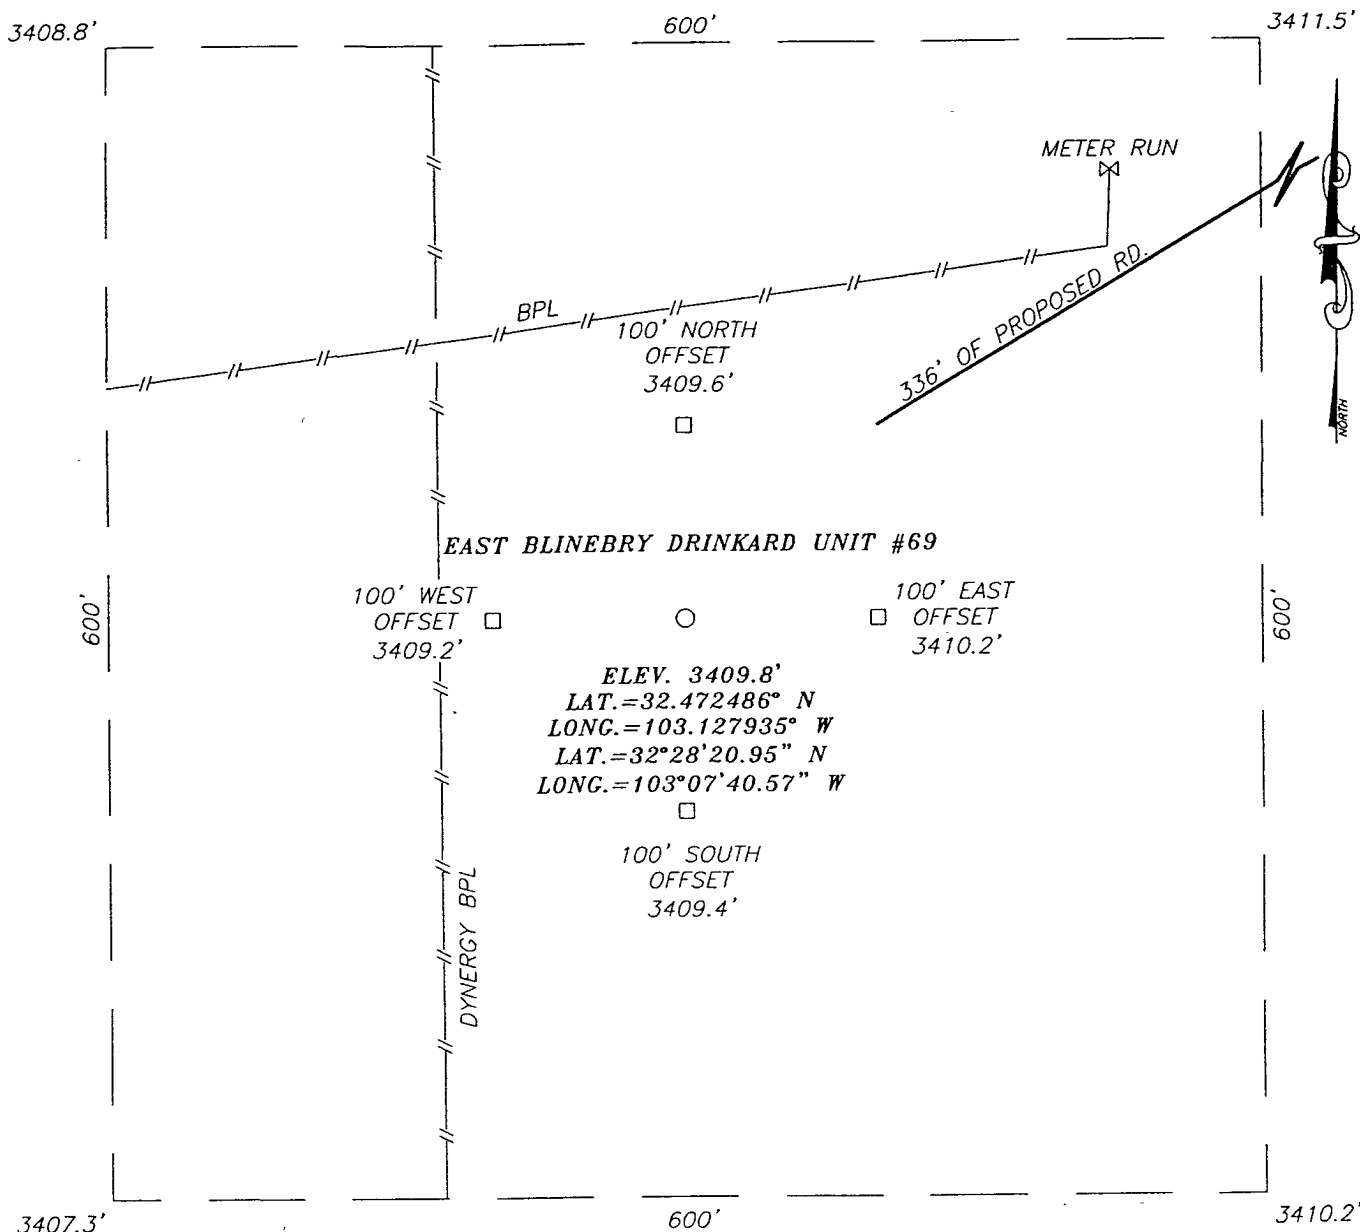 3408.8'
600'
3411.5'
METER RUN
336' OF PROPOSED RD.
BPL
100' NORTH
OFFSET
3409.6'
NORTH
EAST BLINEBRY DRINKARD UNIT #69
600'
100' WEST
OFFSET
3409.2'
100' EAST
OFFSET
3410.2'
600'
ELEV. 3409.8'
LAT.=32.472486° N
LONG.=103.127935° W
LAT.=32°28'20.95" N
LONG.=103°07'40.57" W
100' SOUTH
OFFSET
3409.4'
DYNERGY BPL
3407.3'
600'
3410.2'